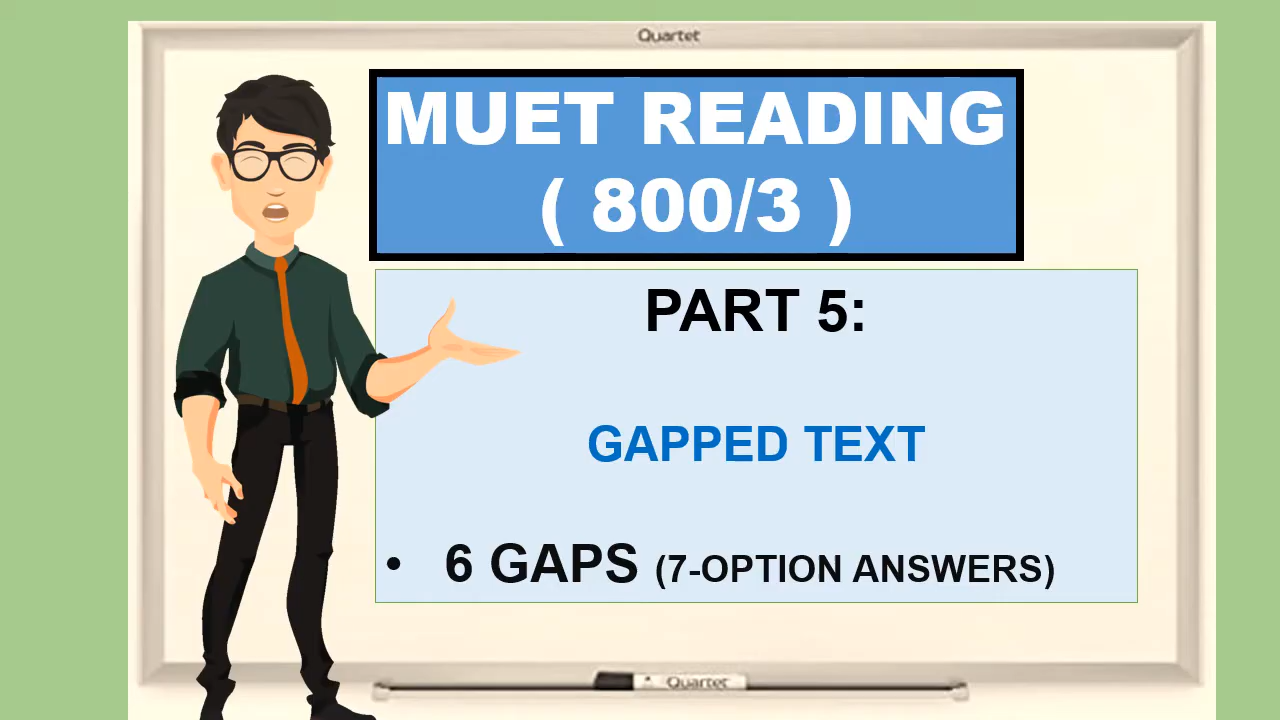 Quartet
MUET READING
( 800/3 )
PART 5:
GAPPED TEXT
• 6 GAPS (7-OPTION ANSWERS)
Quartet